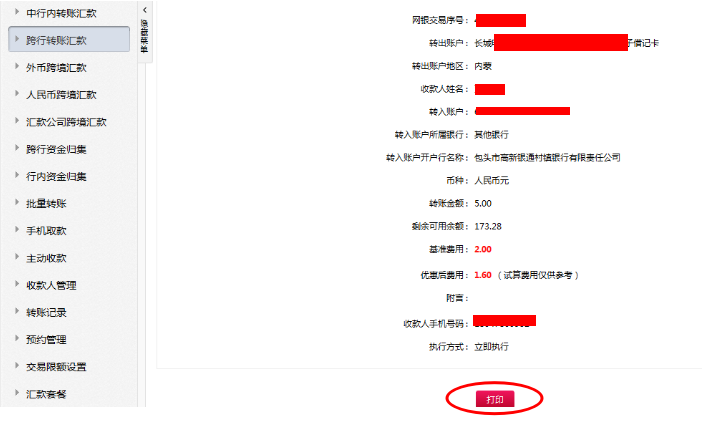 中行内转账汇款
跨行转账汇款
外币跨境汇款
人民币跨境汇款
汇款公司跨境汇款
跨行资金归集
行内资金归集
批量转账
手机取款
主动收款
收款人管理
转账记录
预约管理
交易限额设置
汇款套餐
隐藏菜单
网银交易序号：
转出账户： 长城 子借记卡
转出账户地区： 内蒙
收款人姓名：
转入账户：
转入账户所属银行： 其他银行
转入账户开户行名称： 包头市高新银通村镇银行有限责任公司
币种： 人民币元
转账金额： 5.00
剩余可用余额： 173.28
基准费用： 2.00
优惠后费用： 1.60 （试算费用仅供参考）
附言：
收款人手机号码：
执行方式： 立即执行
打印